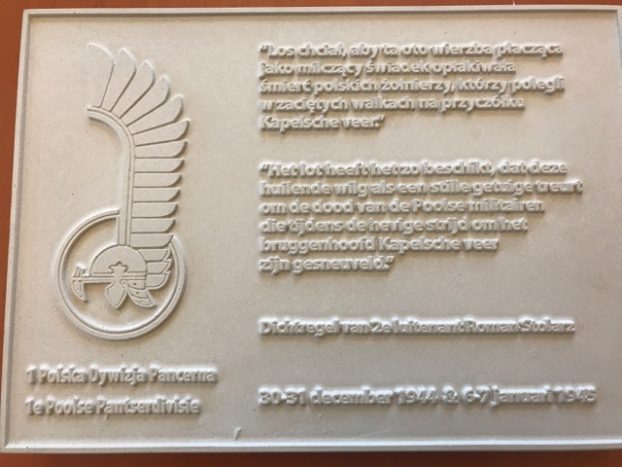 "Los chciał, aby ta oto wierzba płacząca
jako milczący świadek opłakiwała
śmierć polskich żołnierzy, którzy polegli
w zaciętych walkach na przyczółku
Kapelsche veer."
"Het lot heeft het zo beschikt, dat deze
huilende wilg als een stille getuige treurt
om de dood van de Poolse militairen
die tijdens de hevige strijd om het
bruggenhoofd Kapelsche veer
zijn gesneuveld."
Dichtregel van 2e luitenant Roman Stolarz
1 Polska Dywizja Pancerna
1e Poolse Pantserdivisie
30-31 december 1944 & 6-7 januari 1945